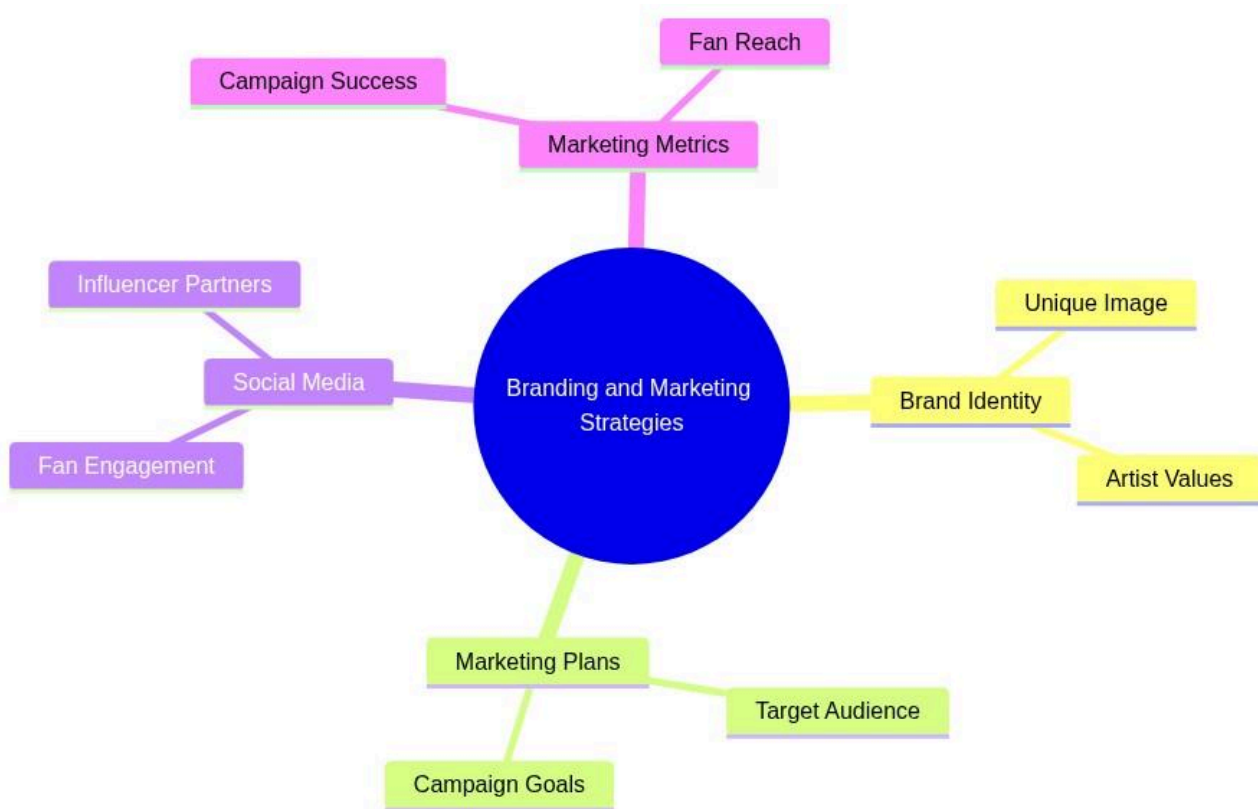 Fan Reach
Campaign Success
Marketing Metrics
Influencer Partners
Unique Image
Social Media
Branding and Marketing
Strategies
Brand Identity
Fan Engagement
Artist Values
Marketing Plans
Target Audience
Campaign Goals